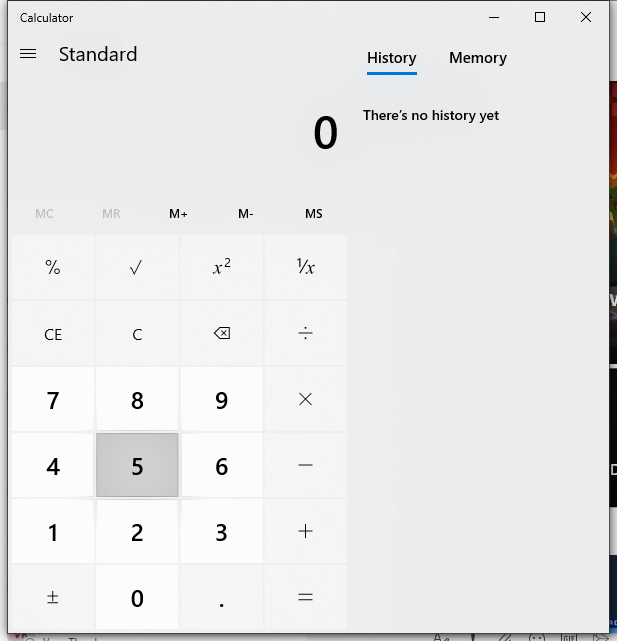 Calculator
Standard
History Memory
0
There's no history yet
MC MR M+ M- MS
% √ x² ¹/x
CE C ÷
7 8 9 ×
4 5 6 −
1 2 3 +
± 0 . =